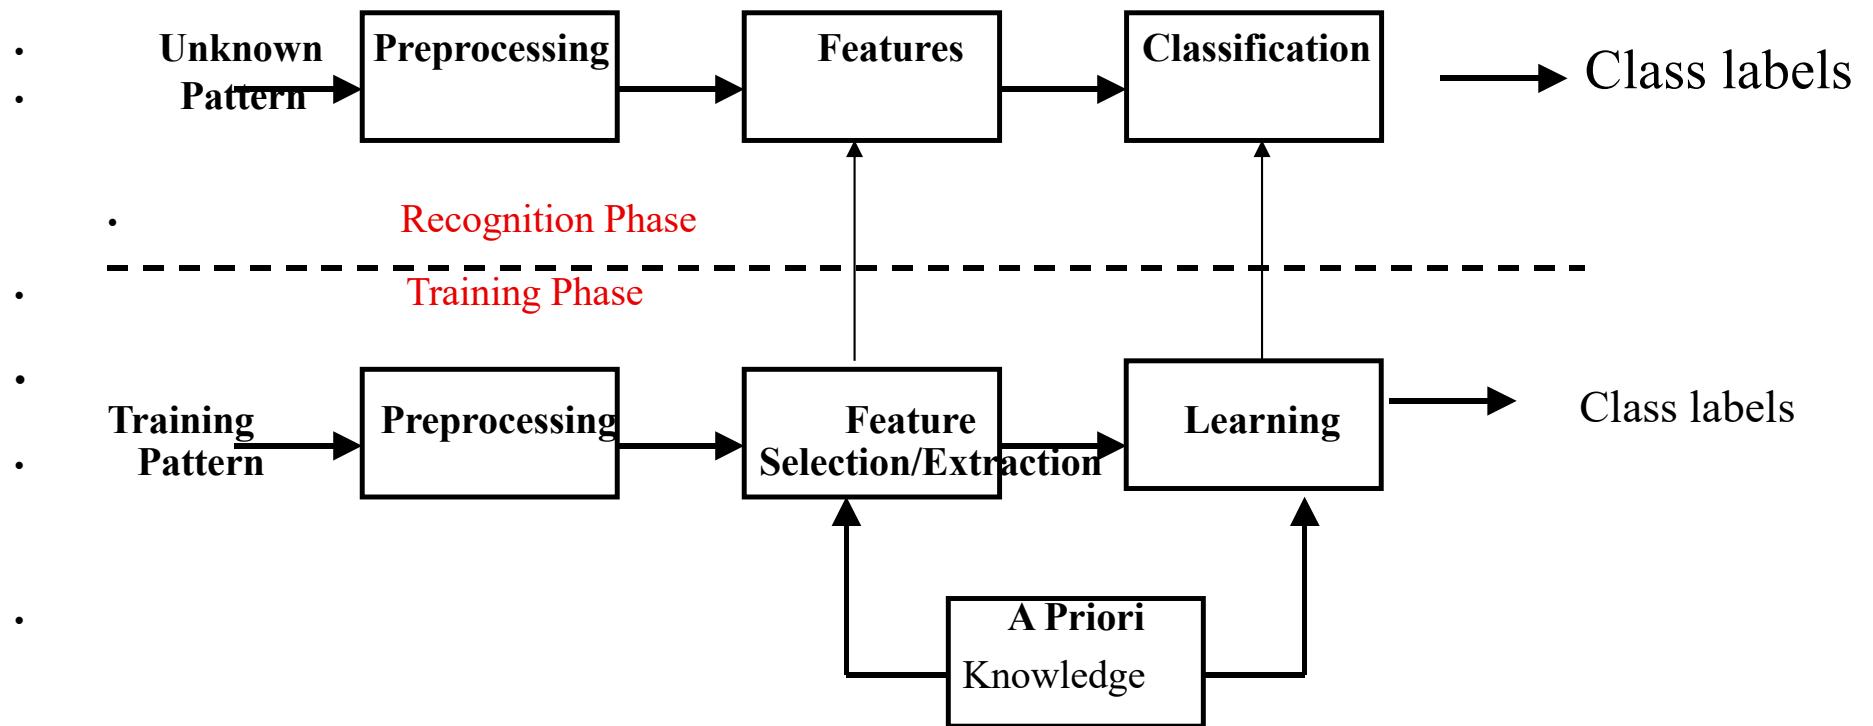 • Unknown Preprocessing Features Classification Class labels
• Pattern
• Recognition Phase
• Training Phase
•
Training Preprocessing Feature Learning Class labels
• Pattern Selection/Extraction
• A Priori
Knowledge